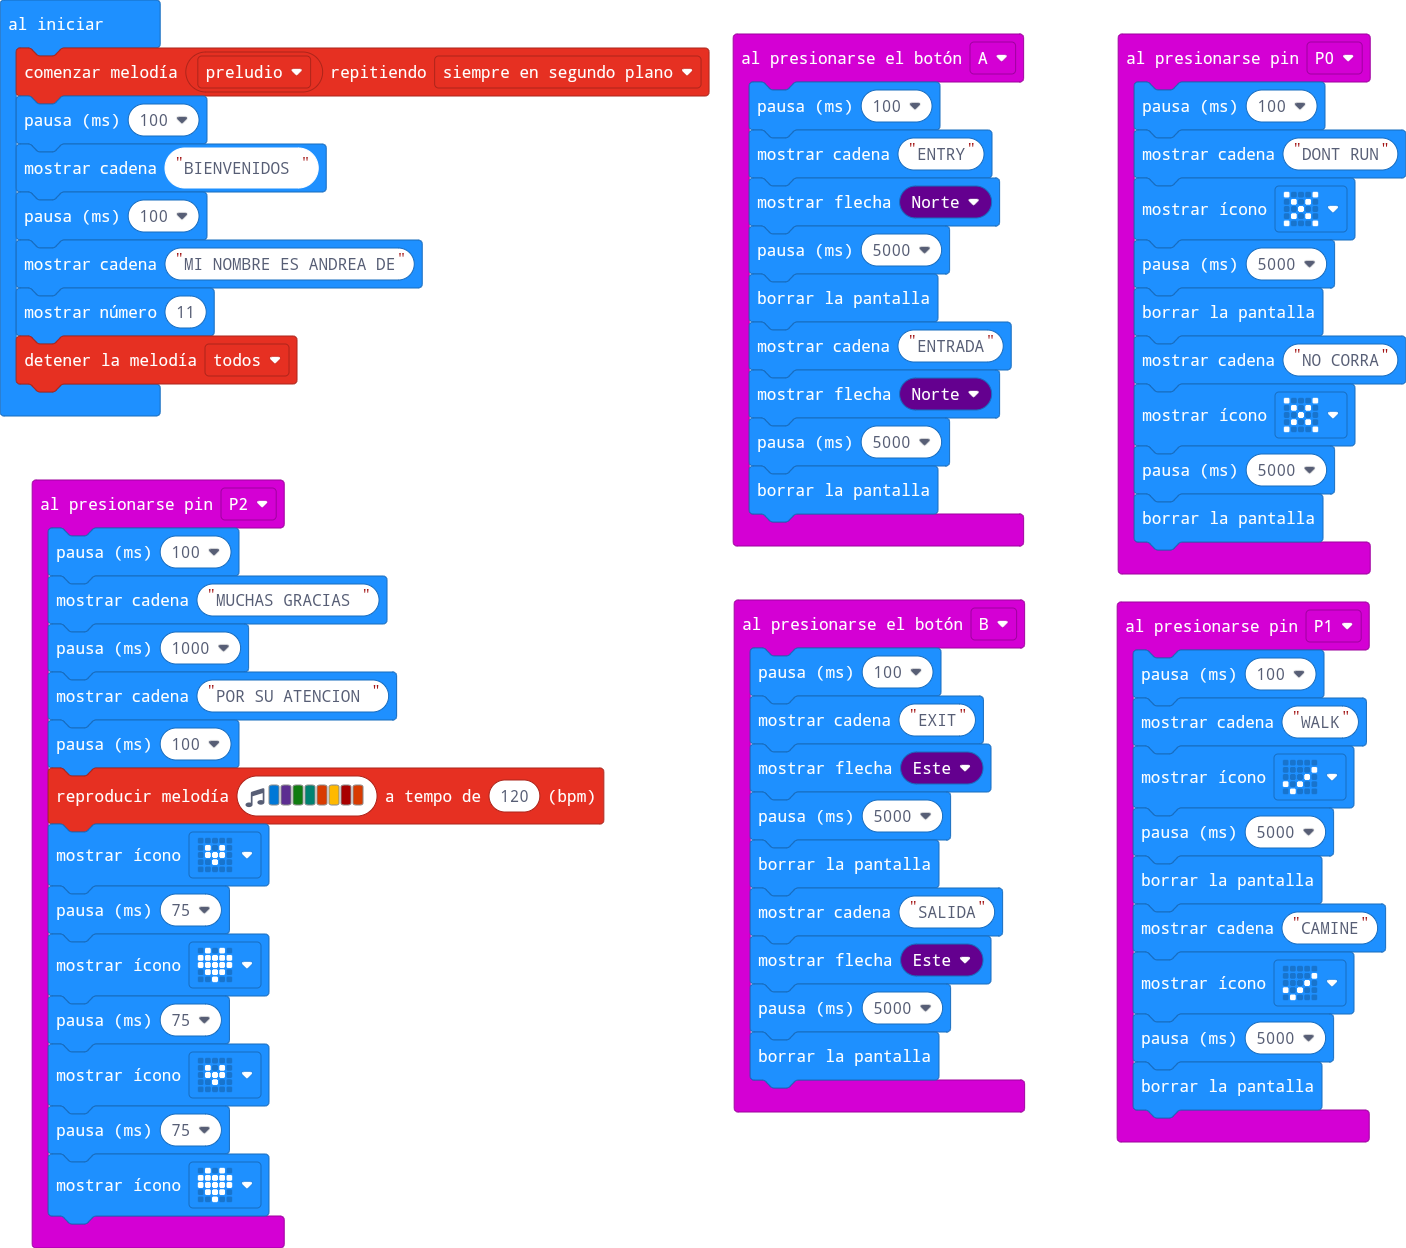 al iniciar
comenzar melodía preludio repitiendo siempre en segundo plano
pausa (ms) 100
mostrar cadena "BIENVENIDOS "
pausa (ms) 100
mostrar cadena "MI NOMBRE ES ANDREA DE"
mostrar número 11
detener la melodía todos
al presionarse pin P2
pausa (ms) 100
mostrar cadena "MUCHAS GRACIAS "
pausa (ms) 1000
mostrar cadena "POR SU ATENCION "
pausa (ms) 100
reproducir melodía a tempo de 120 (bpm)
mostrar ícono
pausa (ms) 75
mostrar ícono
pausa (ms) 75
mostrar ícono
pausa (ms) 75
mostrar ícono
al presionarse el botón A
pausa (ms) 100
mostrar cadena "ENTRY"
mostrar flecha Norte
pausa (ms) 5000
borrar la pantalla
mostrar cadena "ENTRADA"
mostrar flecha Norte
pausa (ms) 5000
borrar la pantalla
al presionarse el botón B
pausa (ms) 100
mostrar cadena "EXIT"
mostrar flecha Este
pausa (ms) 5000
borrar la pantalla
mostrar cadena "SALIDA"
mostrar flecha Este
pausa (ms) 5000
borrar la pantalla
al presionarse pin P0
pausa (ms) 100
mostrar cadena "DONT RUN"
mostrar ícono
pausa (ms) 5000
borrar la pantalla
mostrar cadena "NO CORRA"
mostrar ícono
pausa (ms) 5000
borrar la pantalla
al presionarse pin P1
pausa (ms) 100
mostrar cadena "WALK"
mostrar ícono
pausa (ms) 5000
borrar la pantalla
mostrar cadena "CAMINE"
mostrar ícono
pausa (ms) 5000
borrar la pantalla